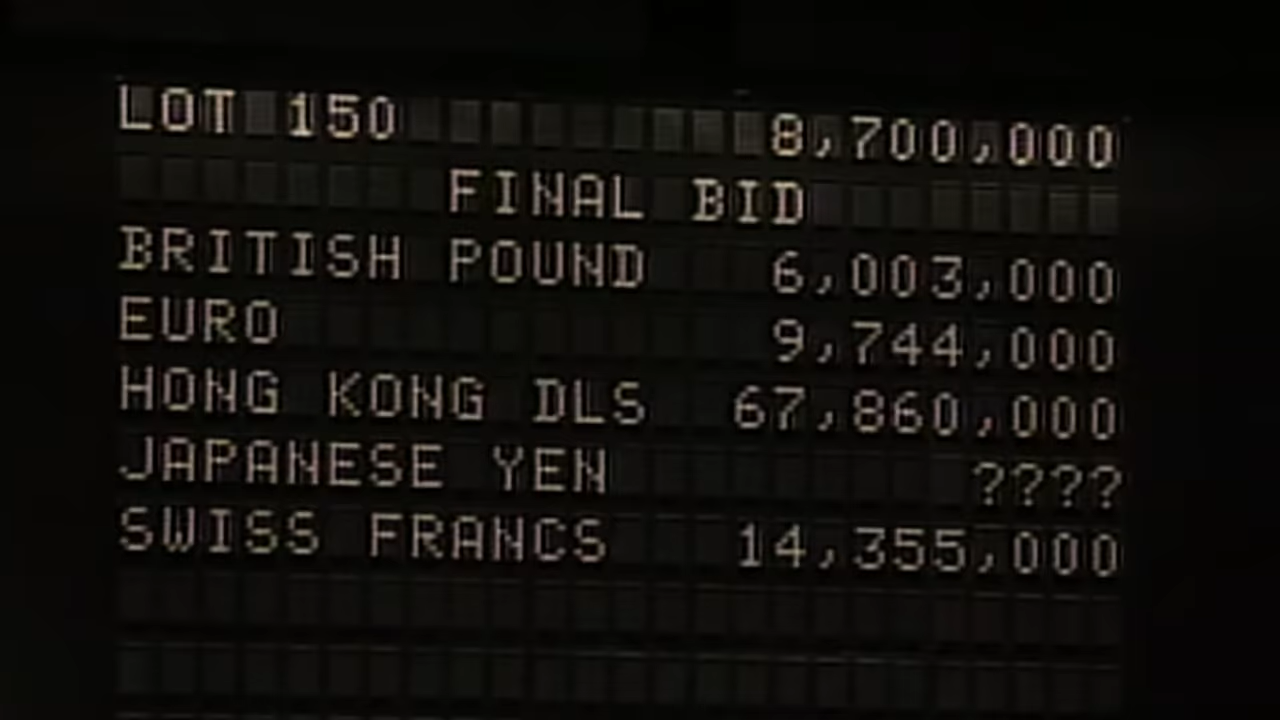 LOT 150 8,700,000
FINAL BID
BRITISH POUND 6,003,000
EURO 9,744,000
HONG KONG DLS 67,860,000
JAPANESE YEN ????
SWISS FRANCS 14,355,000